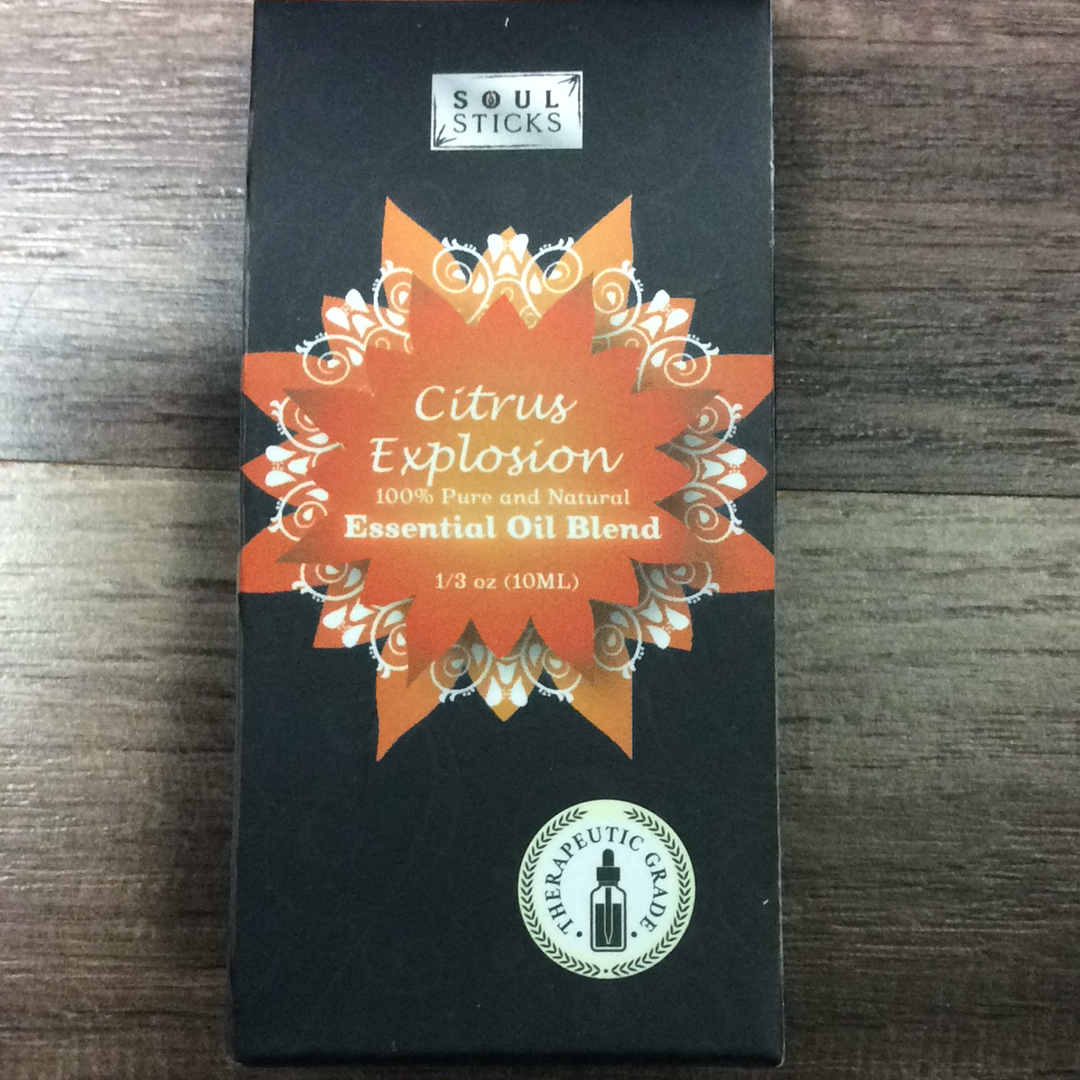 SOUL
STICKS
Citrus
Explosion
100% Pure and Natural
Essential Oil Blend
1/3 oz (10ML)
• THERAPEUTIC GRADE •